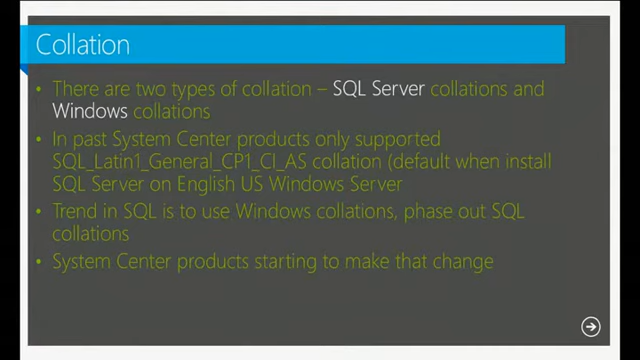 Collation
• There are two types of collation – SQL Server collations and
Windows collations
• In past System Center products only supported
SQL_Latin1_General_CP1_CI_AS collation (default when install
SQL Server on English US Windows Server
• Trend in SQL is to use Windows collations, phase out SQL
collations
• System Center products starting to make that change